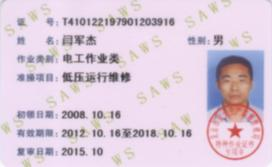 证 号：T410122197901203916
姓 名：闫军杰 性别：男
作业类别：电工作业类
准操项目：低压运行维修
初领日期：2008.10.16
有效期限：2012.10.16至2018.10.16
复审日期：2015.10
SAWS
SAWS
SAWS
SAWS